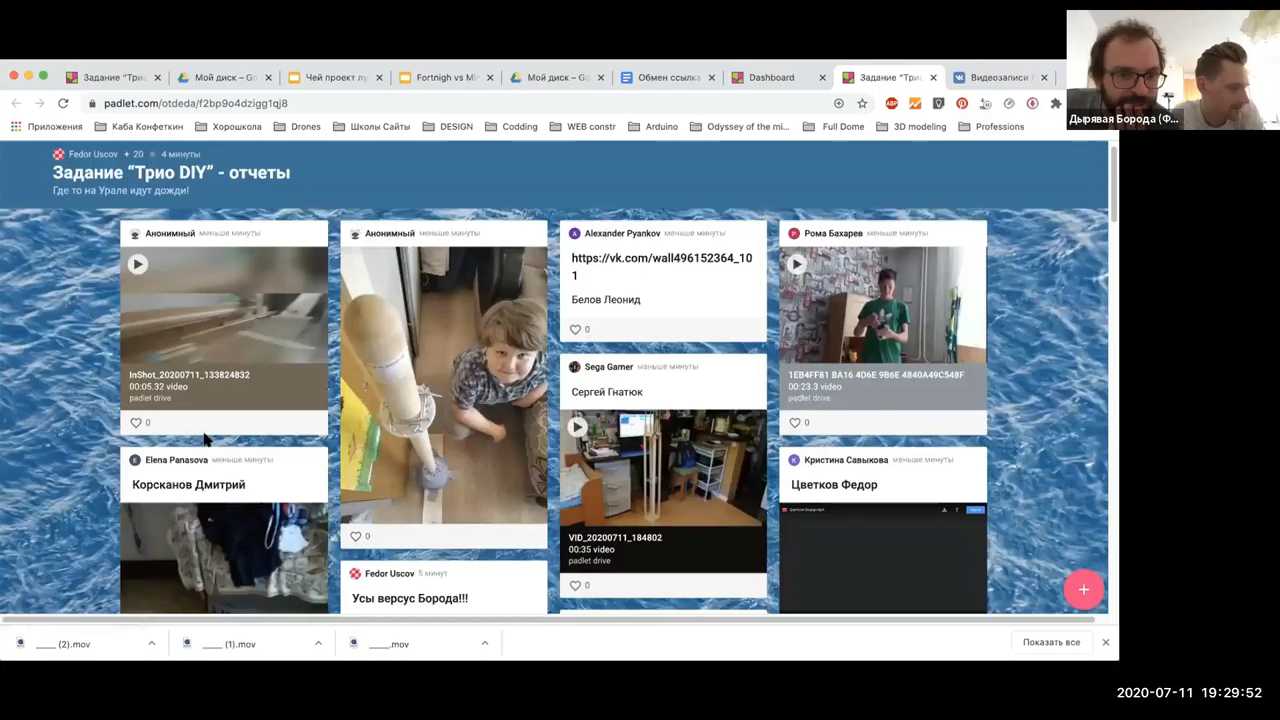 Задание “Трио
Мой диск – Go
Чей проект лу
Fortnigh vs Mi
Мой диск – Go
Обмен ссылка
Dashboard
Задание “Трио
Видеозаписи
padlet.com/otdeda/f2bp9o4dzigg1qj8
ABP
Приложения
Каба Конфеткин
Хорошкола
Drones
Школы Сайты
DESIGN
Codding
WEB constr
Arduino
Odyssey of the mi...
Full Dome
3D modeling
Professions
Дырявая Борода (Ф...
Fedor Uscov + 20 4 минуты
Задание “Трио DIY” - отчеты
Где то на Урале идут дожди!
Анонимный меньше минуты
InShot_20200711_133824832
00:05.32 video
padlet drive
0
E Elena Panasova меньше минуты
Корсканов Дмитрий
Анонимный меньше минуты
0
Fedor Uscov 5 минут
Усы версус Борода!!!
A Alexander Pyankov меньше минуты
https://vk.com/wall496152364_10
1
Белов Леонид
0
Sega Gamer меньше минуты
Сергей Гнатюк
VID_20200711_184802
00:35 video
padlet drive
0
Рома Бахарев меньше минуты
1EB4FF81 BA16 4D6E 9B6E 4840A49C548F
00:23.3 video
padlet drive
0
К Кристина Савыкова меньше минуты
Цветков Федор
+
_____ (2).mov
_____ (1).mov
_____.mov
Показать все
2020-07-11 19:29:52